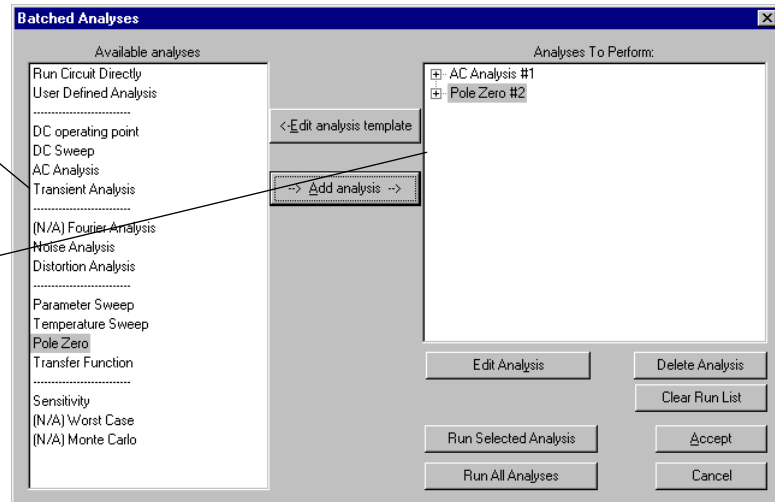 Batched Analyses
Available analyses
Run Circuit Directly
User Defined Analysis
---------------------------
DC operating point
DC Sweep
AC Analysis
Transient Analysis
---------------------------
(N/A) Fourier Analysis
Noise Analysis
Distortion Analysis
---------------------------
Parameter Sweep
Temperature Sweep
Pole Zero
Transfer Function
---------------------------
Sensitivity
(N/A) Worst Case
(N/A) Monte Carlo
<-Edit analysis template
--> Add analysis -->
Analyses To Perform:
AC Analysis #1
Pole Zero #2
Edit Analysis
Delete Analysis
Clear Run List
Run Selected Analysis
Accept
Run All Analyses
Cancel